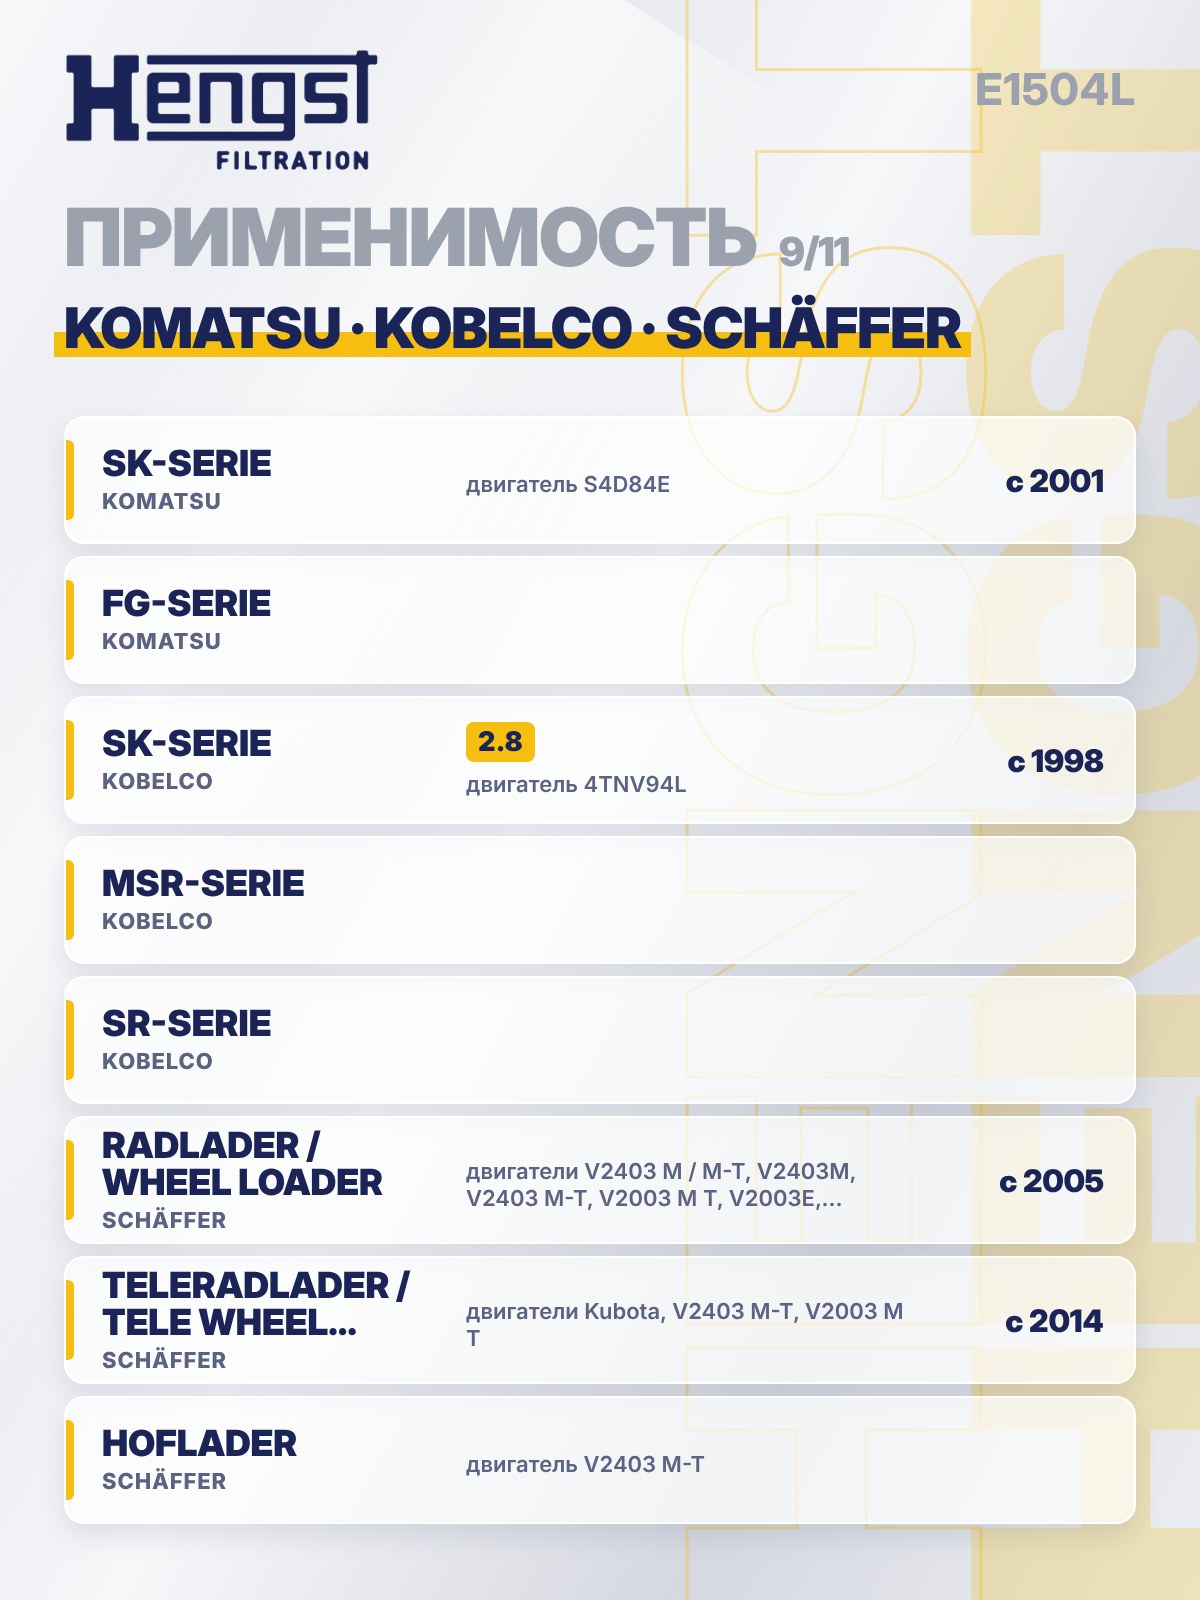 Hengst
FILTRATION
E1504L
ПРИМЕНИМОСТЬ 9/11
KOMATSU · KOBELCO · SCHÄFFER
SK-SERIE
KOMATSU
двигатель S4D84E
с 2001
FG-SERIE
KOMATSU
SK-SERIE
KOBELCO
2.8
двигатель 4TNV94L
с 1998
MSR-SERIE
KOBELCO
SR-SERIE
KOBELCO
RADLADER /
WHEEL LOADER
SCHÄFFER
двигатели V2403 M / M-T, V2403M,
V2403 M-T, V2003 M T, V2003E,...
с 2005
TELERADLADER /
TELE WHEEL...
SCHÄFFER
двигатели Kubota, V2403 M-T, V2003 M
T
с 2014
HOFLADER
SCHÄFFER
двигатель V2403 M-T
HENGST
HENGST